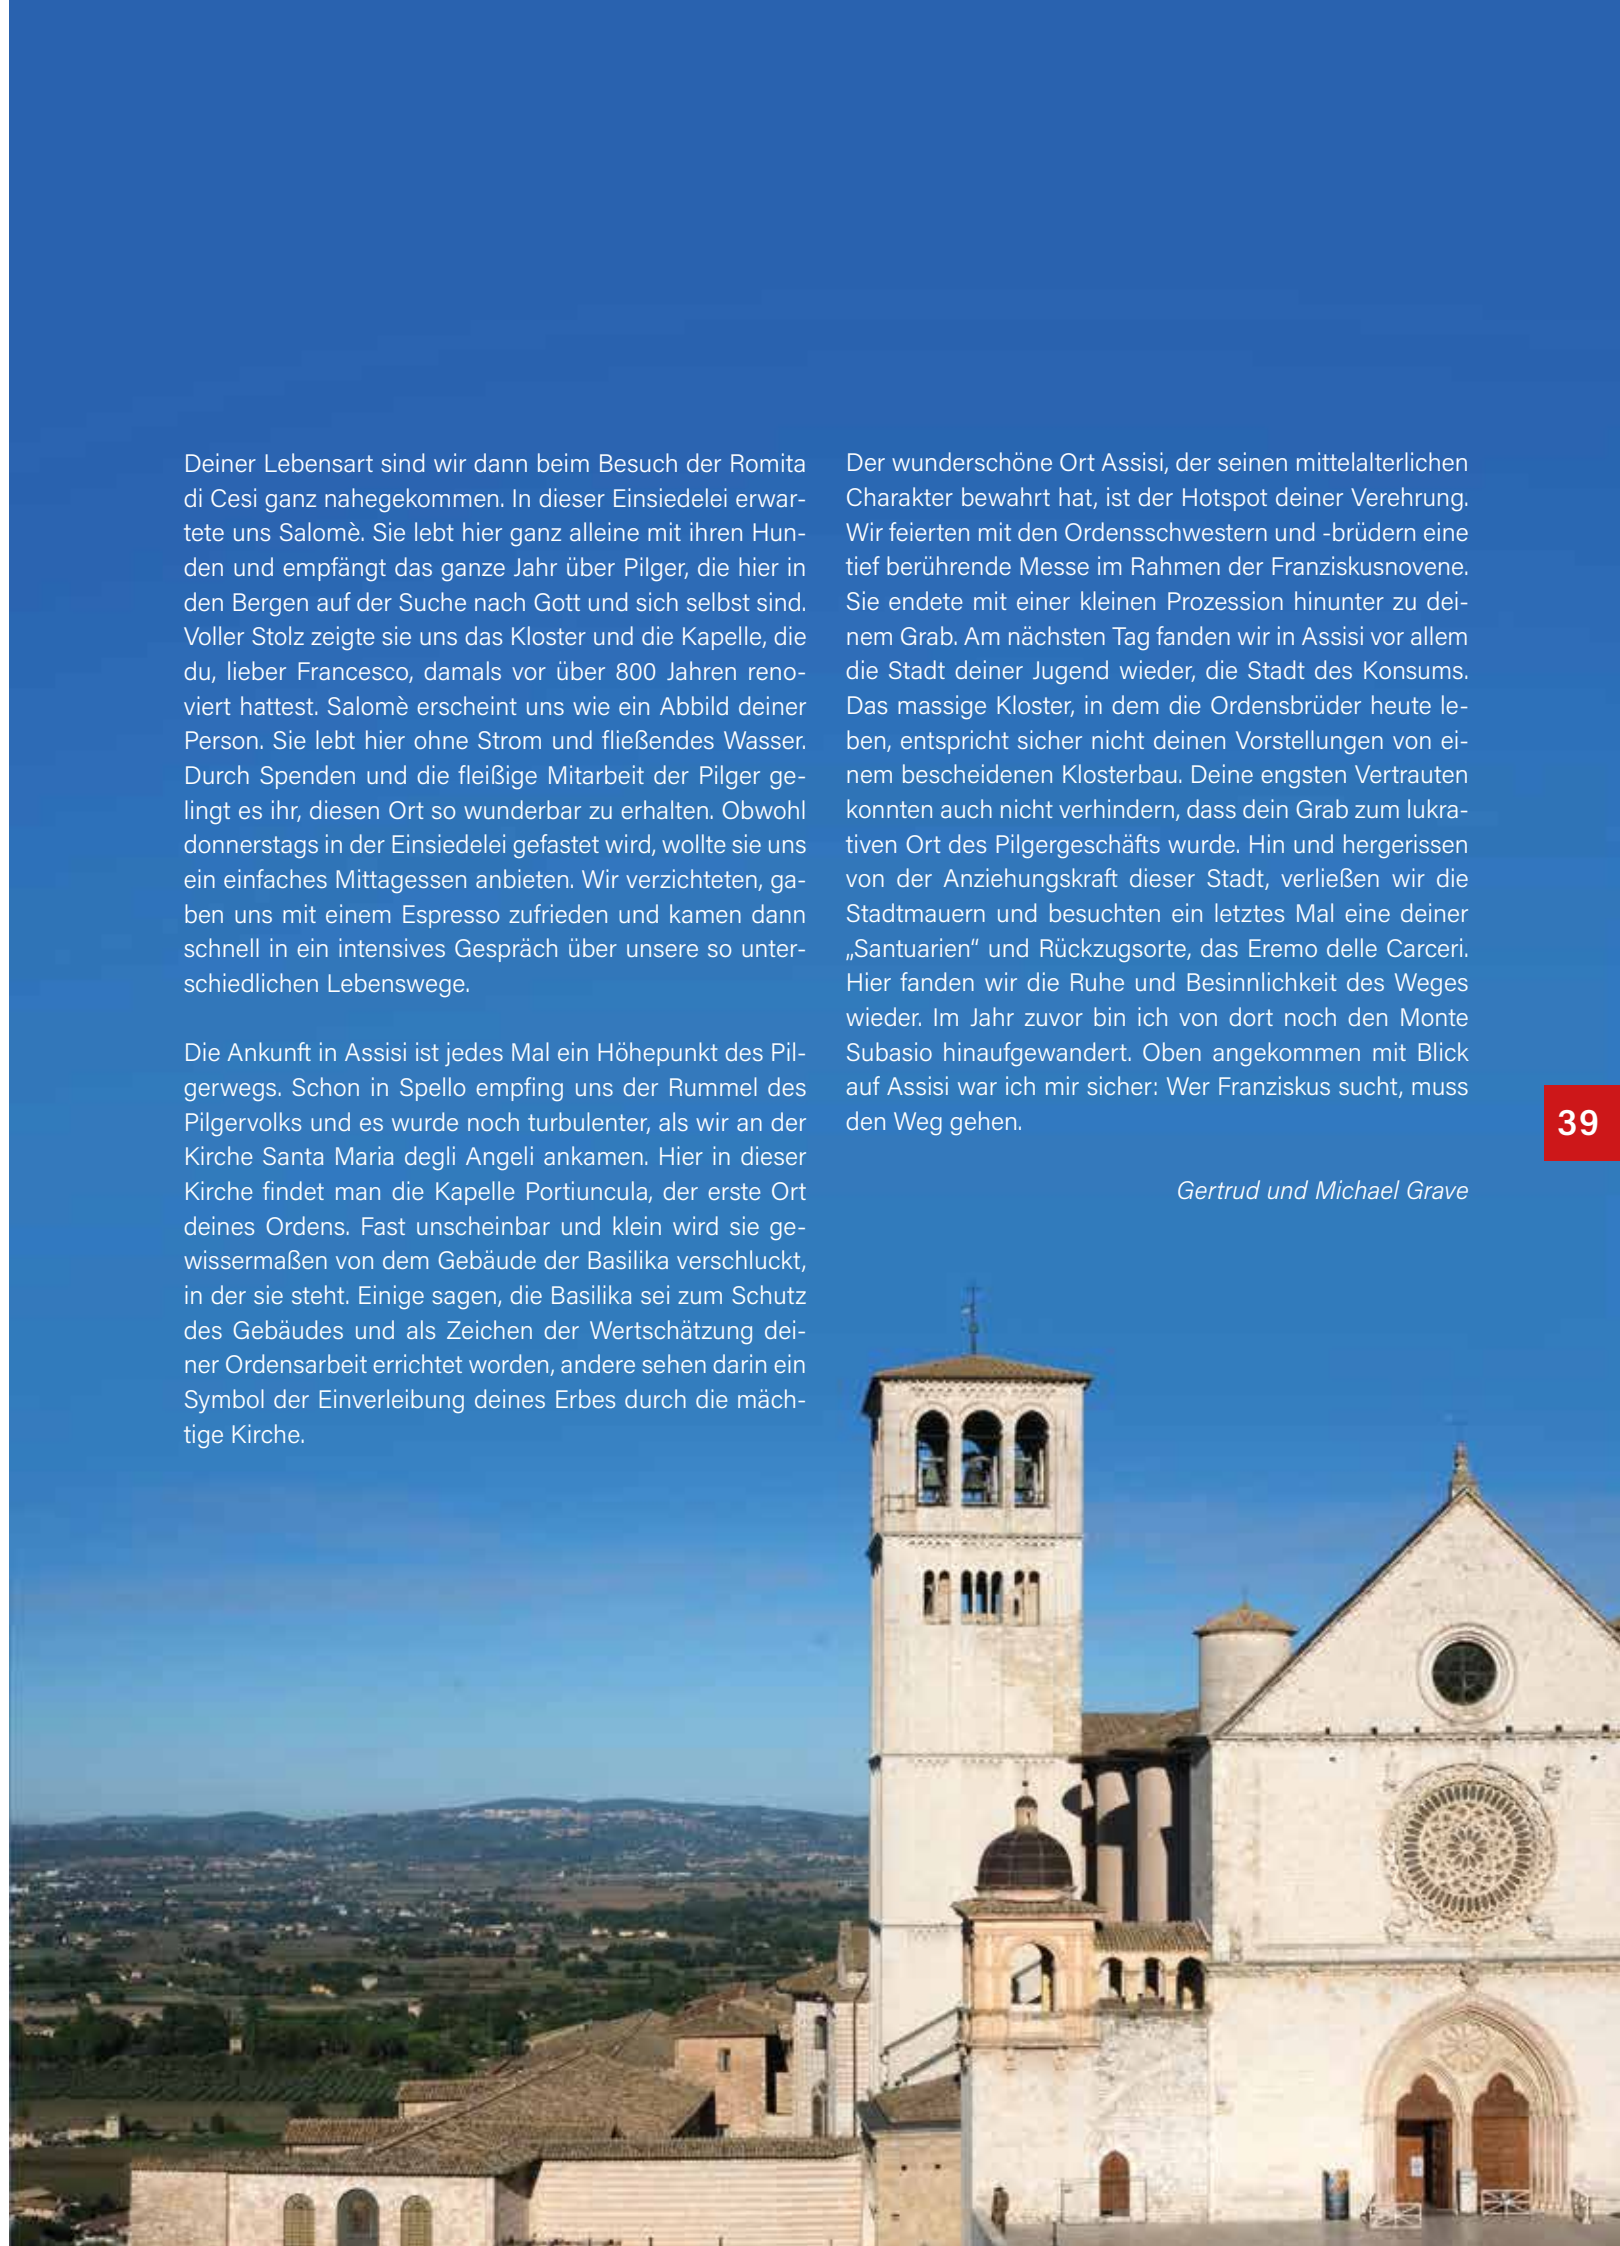 Deiner Lebensart sind wir dann beim Besuch der Romita
di Cesi ganz nahegekommen. In dieser Einsiedelei erwar-
tete uns Salomè. Sie lebt hier ganz alleine mit ihren Hun-
den und empfängt das ganze Jahr über Pilger, die hier in
den Bergen auf der Suche nach Gott und sich selbst sind.
Voller Stolz zeigte sie uns das Kloster und die Kapelle, die
du, lieber Francesco, damals vor über 800 Jahren reno-
viert hattest. Salomè erscheint uns wie ein Abbild deiner
Person. Sie lebt hier ohne Strom und fließendes Wasser.
Durch Spenden und die fleißige Mitarbeit der Pilger ge-
lingt es ihr, diesen Ort so wunderbar zu erhalten. Obwohl
donnerstags in der Einsiedelei gefastet wird, wollte sie uns
ein einfaches Mittagessen anbieten. Wir verzichteten, ga-
ben uns mit einem Espresso zufrieden und kamen dann
schnell in ein intensives Gespräch über unsere so unter-
schiedlichen Lebenswege.
Die Ankunft in Assisi ist jedes Mal ein Höhepunkt des Pil-
gerwegs. Schon in Spello empfing uns der Rummel des
Pilgervolks und es wurde noch turbulenter, als wir an der
Kirche Santa Maria degli Angeli ankamen. Hier in dieser
Kirche findet man die Kapelle Portiuncula, der erste Ort
deines Ordens. Fast unscheinbar und klein wird sie ge-
wissermaßen von dem Gebäude der Basilika verschluckt,
in der sie steht. Einige sagen, die Basilika sei zum Schutz
des Gebäudes und als Zeichen der Wertschätzung dei-
ner Ordensarbeit errichtet worden, andere sehen darin ein
Symbol der Einverleibung deines Erbes durch die mäch-
tige Kirche.
Der wunderschöne Ort Assisi, der seinen mittelalterlichen
Charakter bewahrt hat, ist der Hotspot deiner Verehrung.
Wir feierten mit den Ordensschwestern und -brüdern eine
tief berührende Messe im Rahmen der Franziskusnovene.
Sie endete mit einer kleinen Prozession hinunter zu dei-
nem Grab. Am nächsten Tag fanden wir in Assisi vor allem
die Stadt deiner Jugend wieder, die Stadt des Konsums.
Das massige Kloster, in dem die Ordensbrüder heute le-
ben, entspricht sicher nicht deinen Vorstellungen von ei-
nem bescheidenen Klosterbau. Deine engsten Vertrauten
konnten auch nicht verhindern, dass dein Grab zum lukra-
tiven Ort des Pilgergeschäfts wurde. Hin und hergerissen
von der Anziehungskraft dieser Stadt, verließen wir die
Stadtmauern und besuchten ein letztes Mal eine deiner
„Santuarien“ und Rückzugsorte, das Eremo delle Carceri.
Hier fanden wir die Ruhe und Besinnlichkeit des Weges
wieder. Im Jahr zuvor bin ich von dort noch den Monte
Subasio hinaufgewandert. Oben angekommen mit Blick
auf Assisi war ich mir sicher: Wer Franziskus sucht, muss
den Weg gehen.
Gertrud und Michael Grave
39